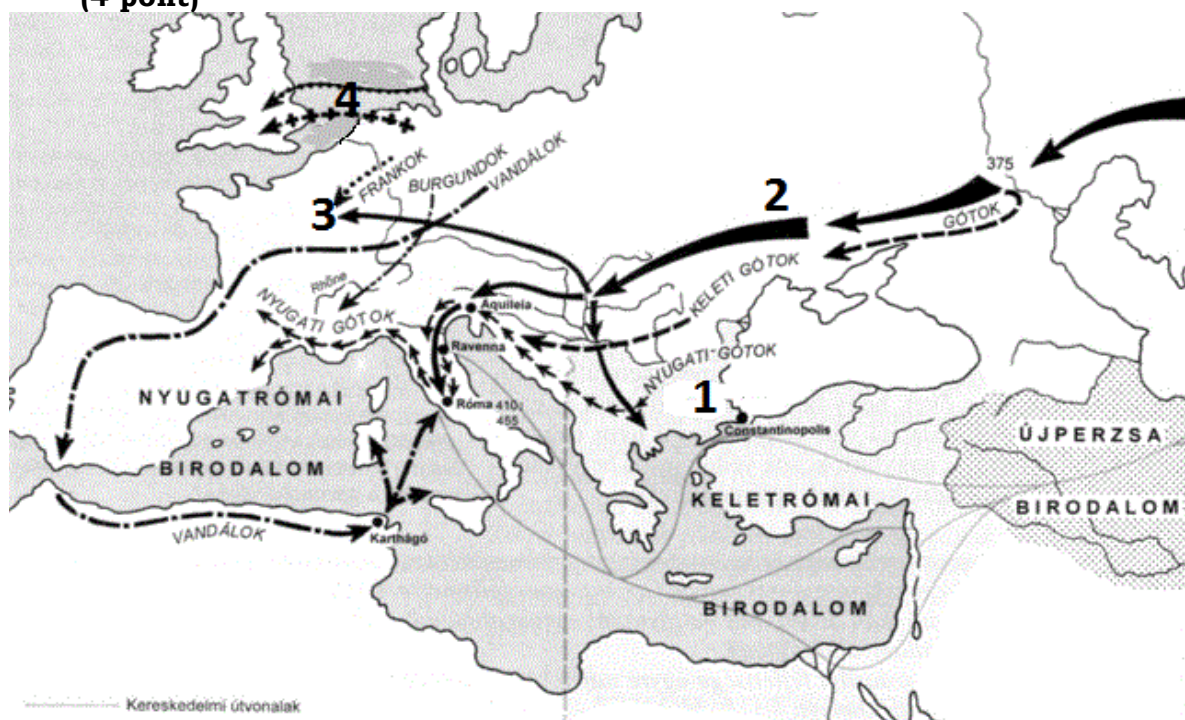 (4 pont)
4
FRANKOK
BURGUNDOK
VANDÁLOK
375
3
2
GÓTOK
Rhône
KELETI GÓTOK
NYUGATI GÓTOK
Aquileia
Ravenna
NYUGATI-GÓTOK
1
NYUGATRÓMAI
Róma 410,
455
Constantinopolis
ÚJPERZSA
BIRODALOM
KELETRÓMAI
BIRODALOM
VANDÁLOK
Karthágó
BIRODALOM
Kereskedelmi útvonalak